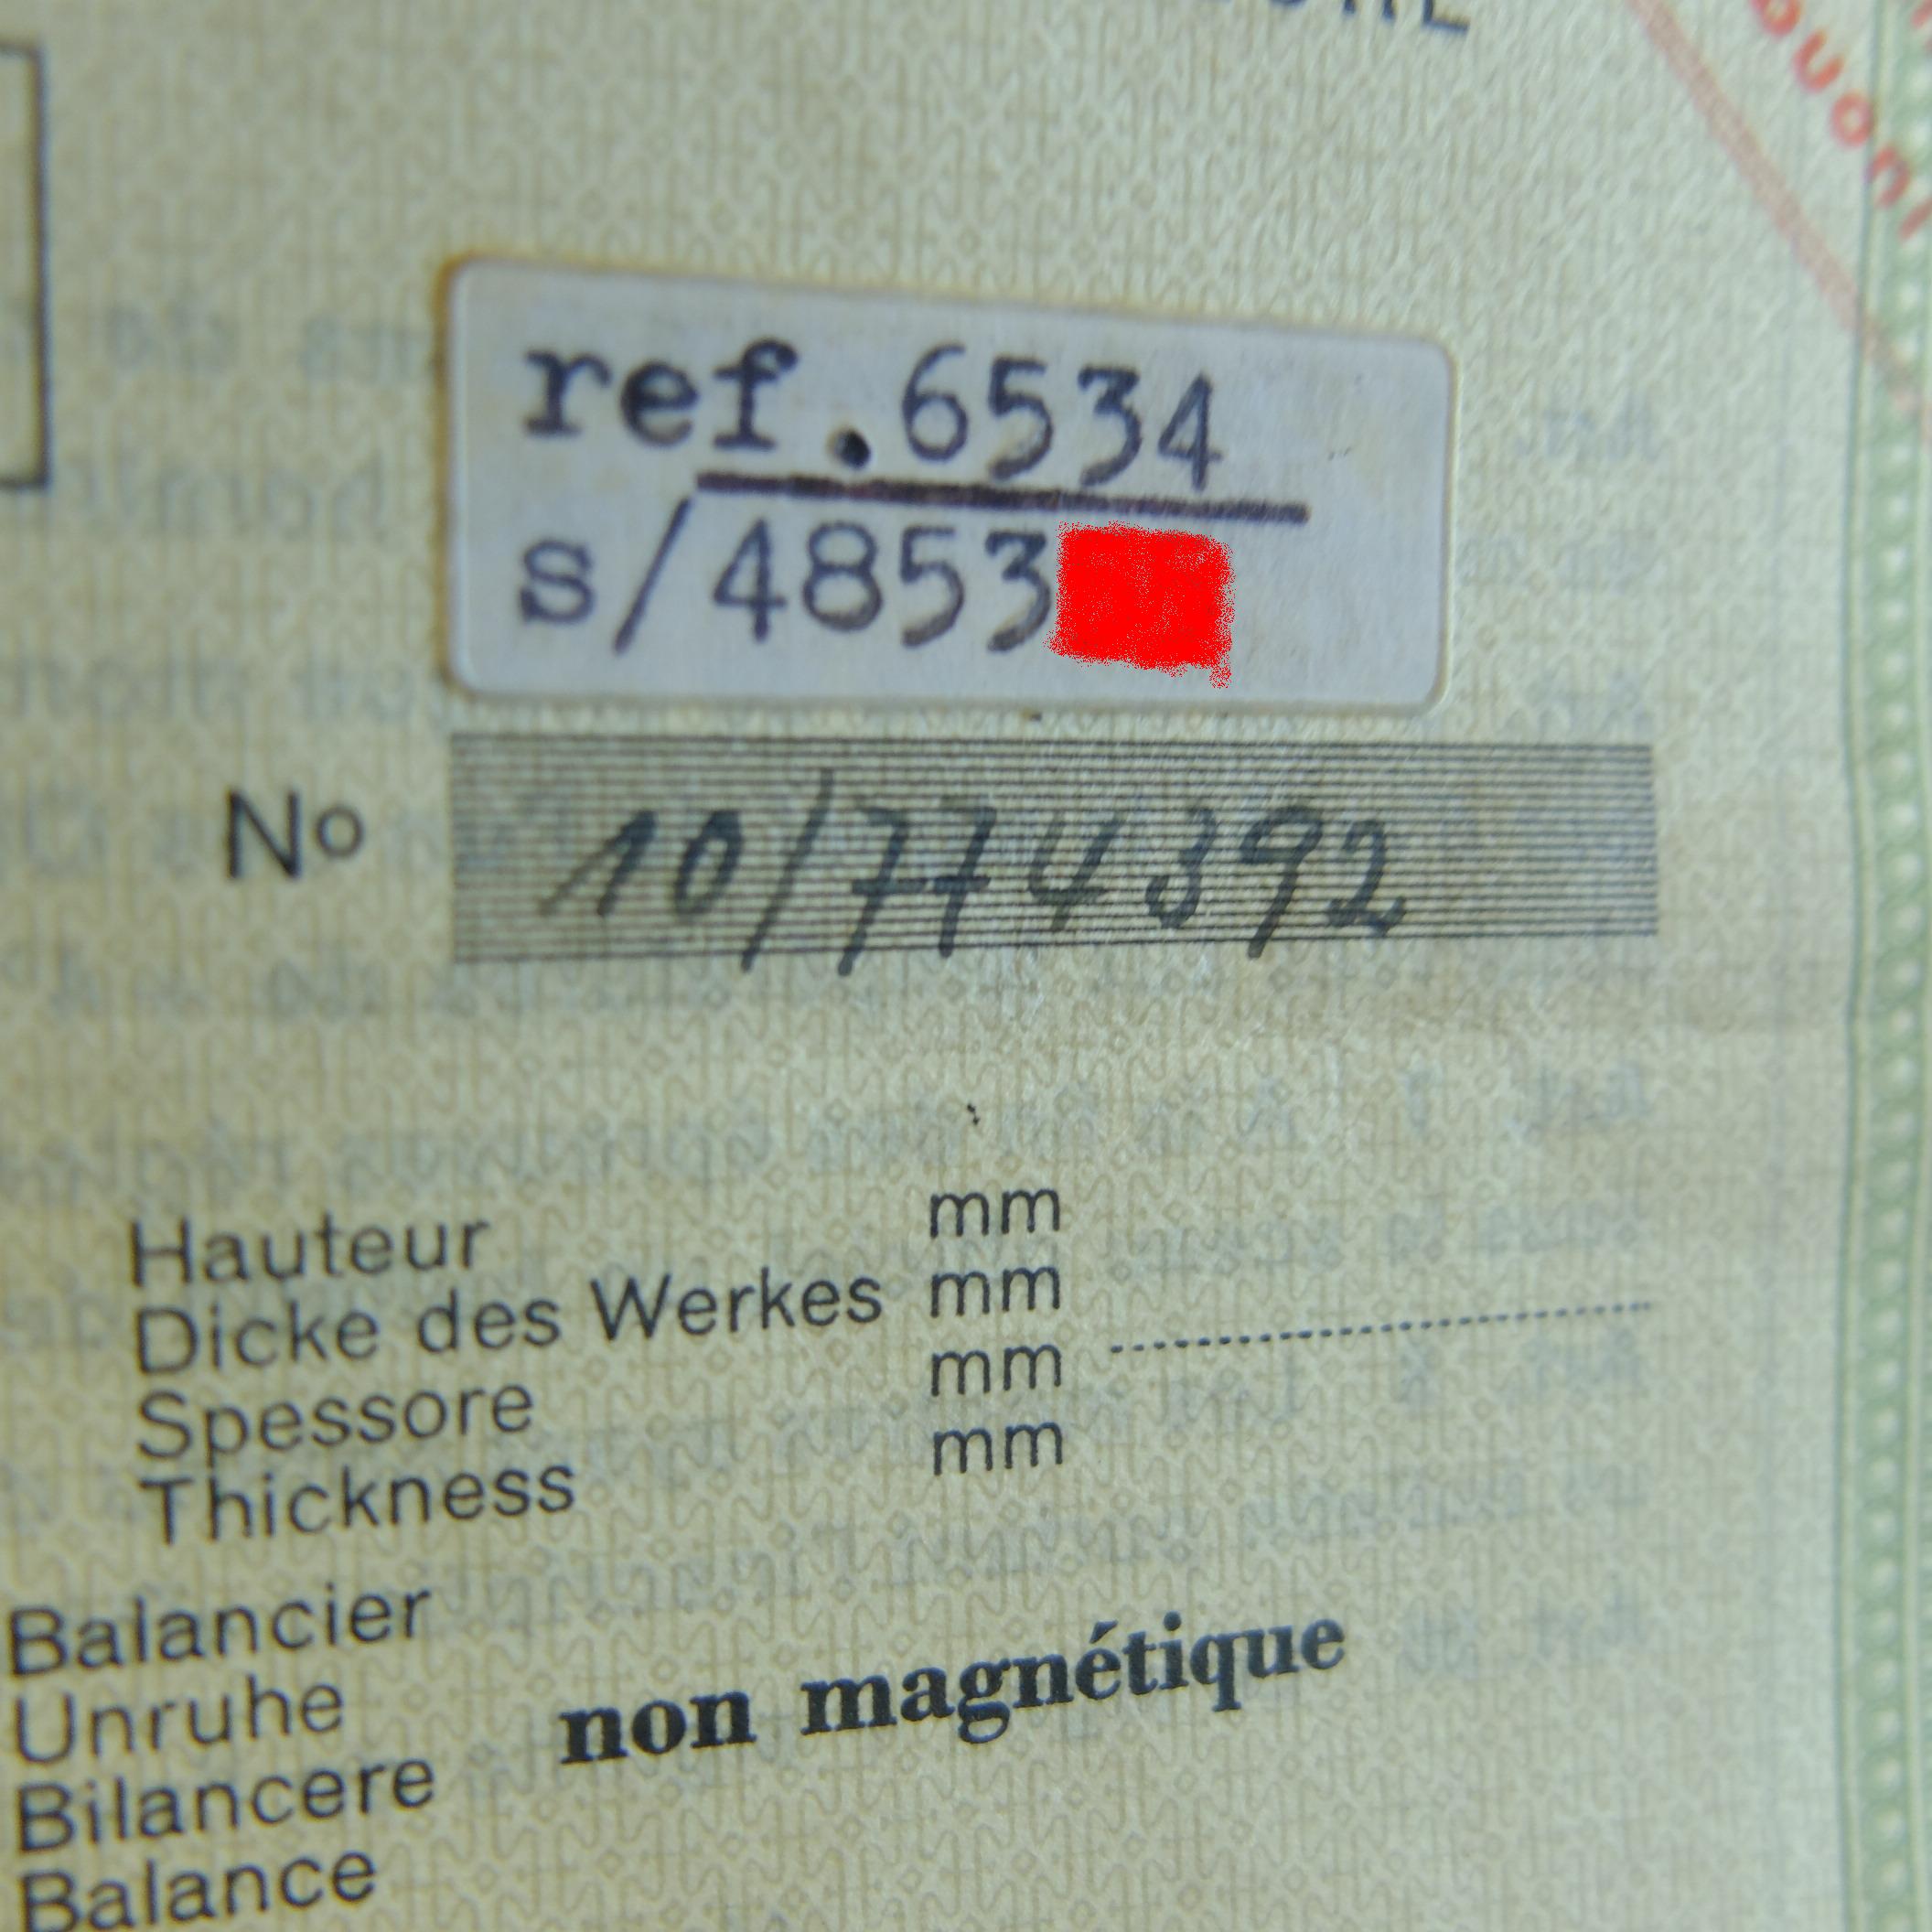 ref.6534
s/4853
No 10/774392
Hauteur mm
Dicke des Werkes mm
Spessore mm
Thickness mm
Balancier
Unruhe
non magnétique
Bilancere
Balance